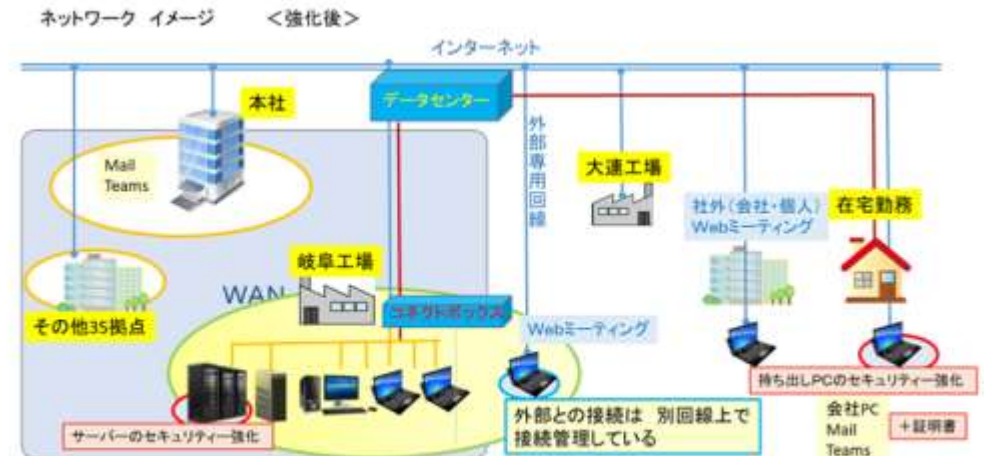 ネットワーク イメージ　＜強化後＞
インターネット
データセンター
本社
Mail
Teams
外部専用回線
大連工場
社外（会社・個人）
Webミーティング
在宅勤務
岐阜工場
WAN
コネクトボックス
その他35拠点
Webミーティング
サーバーのセキュリティー強化
外部との接続は 別回線上で
接続管理している
持ち出しPCのセキュリティー強化
会社PC
Mail
Teams
＋証明書